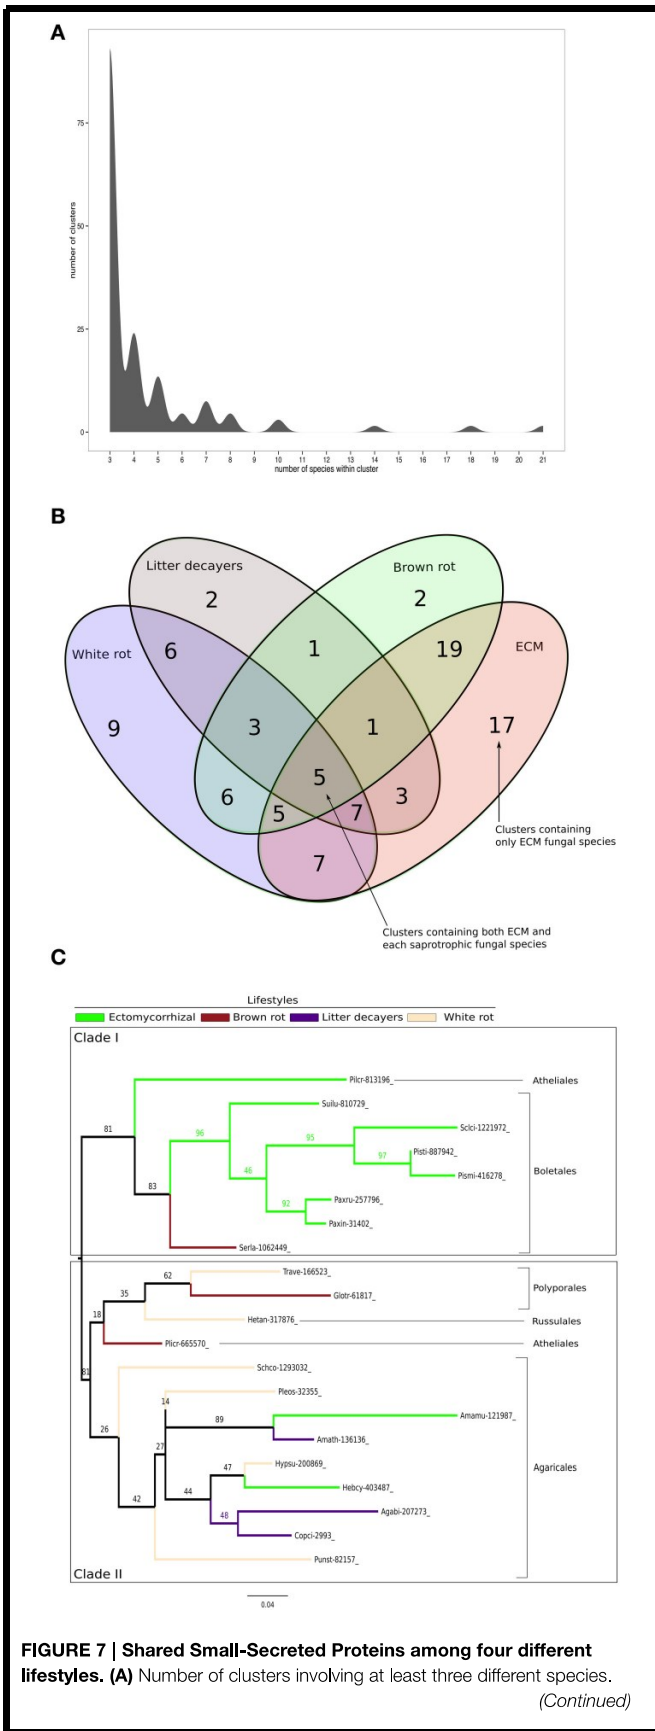 A
number of clusters
75
50
25
0
3 4 5 6 7 8 9 10 11 12 13 14 15 16 17 18 19 20 21
number of species within cluster
B
Litter decayers
Brown rot
White rot
ECM
2
2
6
1
19
9
3
1
17
5
6
5
7
3
7
Clusters containing
only ECM fungal species
Clusters containing both ECM and
each saprotrophic fungal species
C
Lifestyles
Ectomycorrhizal Brown rot Litter decayers White rot
Clade I
Pilcr-813196_ Atheliales
Suilu-810729_
81
Sclci-1221972_
96
95
Pisti-887942_
97
Boletales
46
Pismi-416278_
83
Paxru-257796_
92
Paxin-31402_
Serla-1062449_
Trave-166523_
62
Polyporales
35
Glotr-61817_
18
Hetan-317876_ Russulales
Plicr-665570_ Atheliales
Schco-1293032_
81
Pleos-32355_
14
Amamu-121987_
89
26
Amath-136136_
27
Hypsu-200869_
47
Agaricales
Hebcy-403487_
44
42
Agabi-207273_
48
Copci-2993_
Punst-82157_
Clade II
0.04
FIGURE 7 | Shared Small-Secreted Proteins among four different
lifestyles. (A) Number of clusters involving at least three different species.
(Continued)